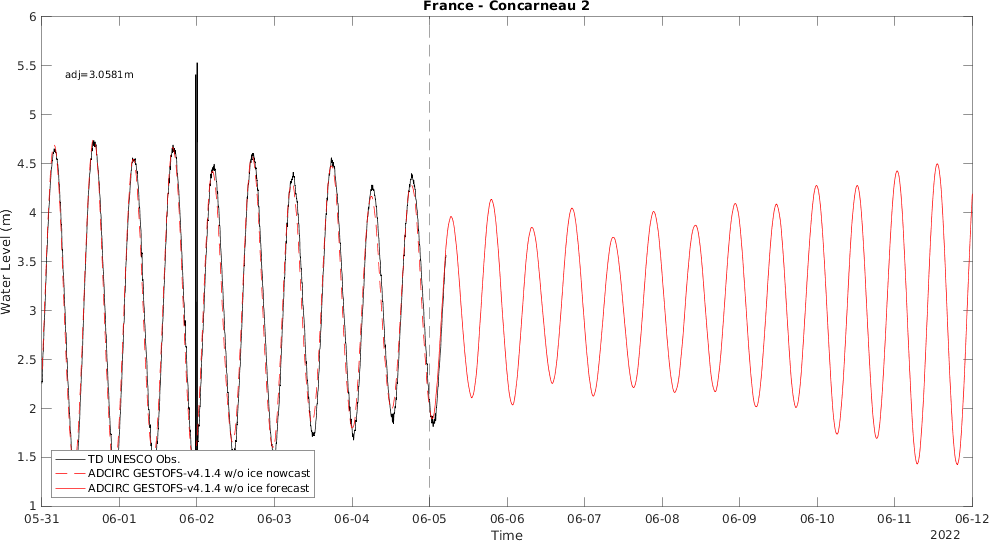 France - Concarneau 2
6
5.5
5
4.5
4
3.5
3
2.5
2
1.5
1
Water Level (m)
adj=3.0581m
TD UNESCO Obs.
ADCIRC GESTOFS-v4.1.4 w/o ice nowcast
ADCIRC GESTOFS-v4.1.4 w/o ice forecast
05-31 06-01 06-02 06-03 06-04 06-05 06-06 06-07 06-08 06-09 06-10 06-11 06-12
Time
2022